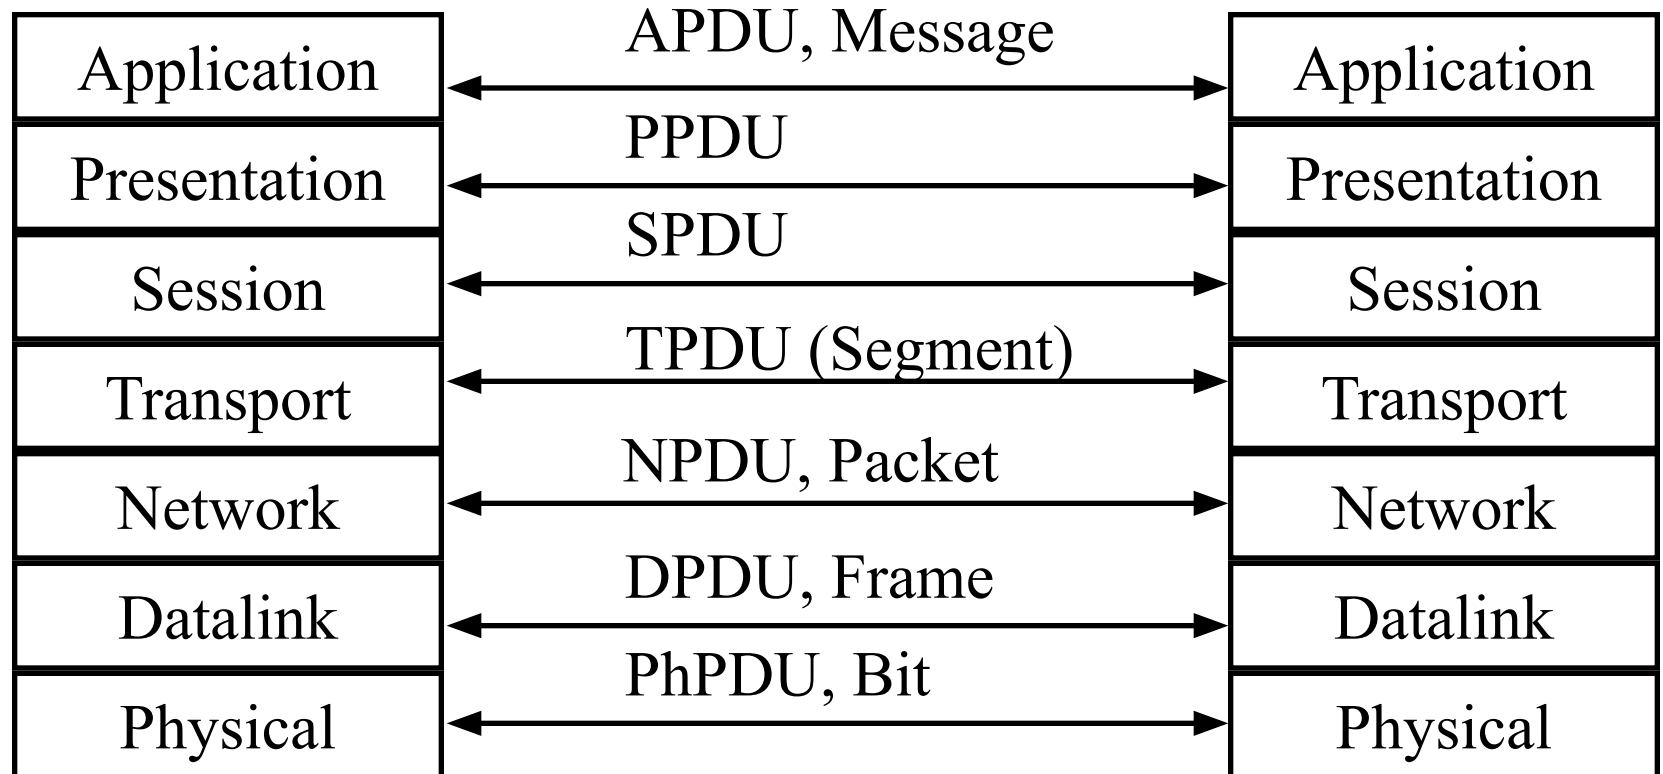 Application
APDU, Message
Application
Presentation
PPDU
Presentation
Session
SPDU
Session
Transport
TPDU (Segment)
Transport
Network
NPDU, Packet
Network
Datalink
DPDU, Frame
Datalink
Physical
PhPDU, Bit
Physical